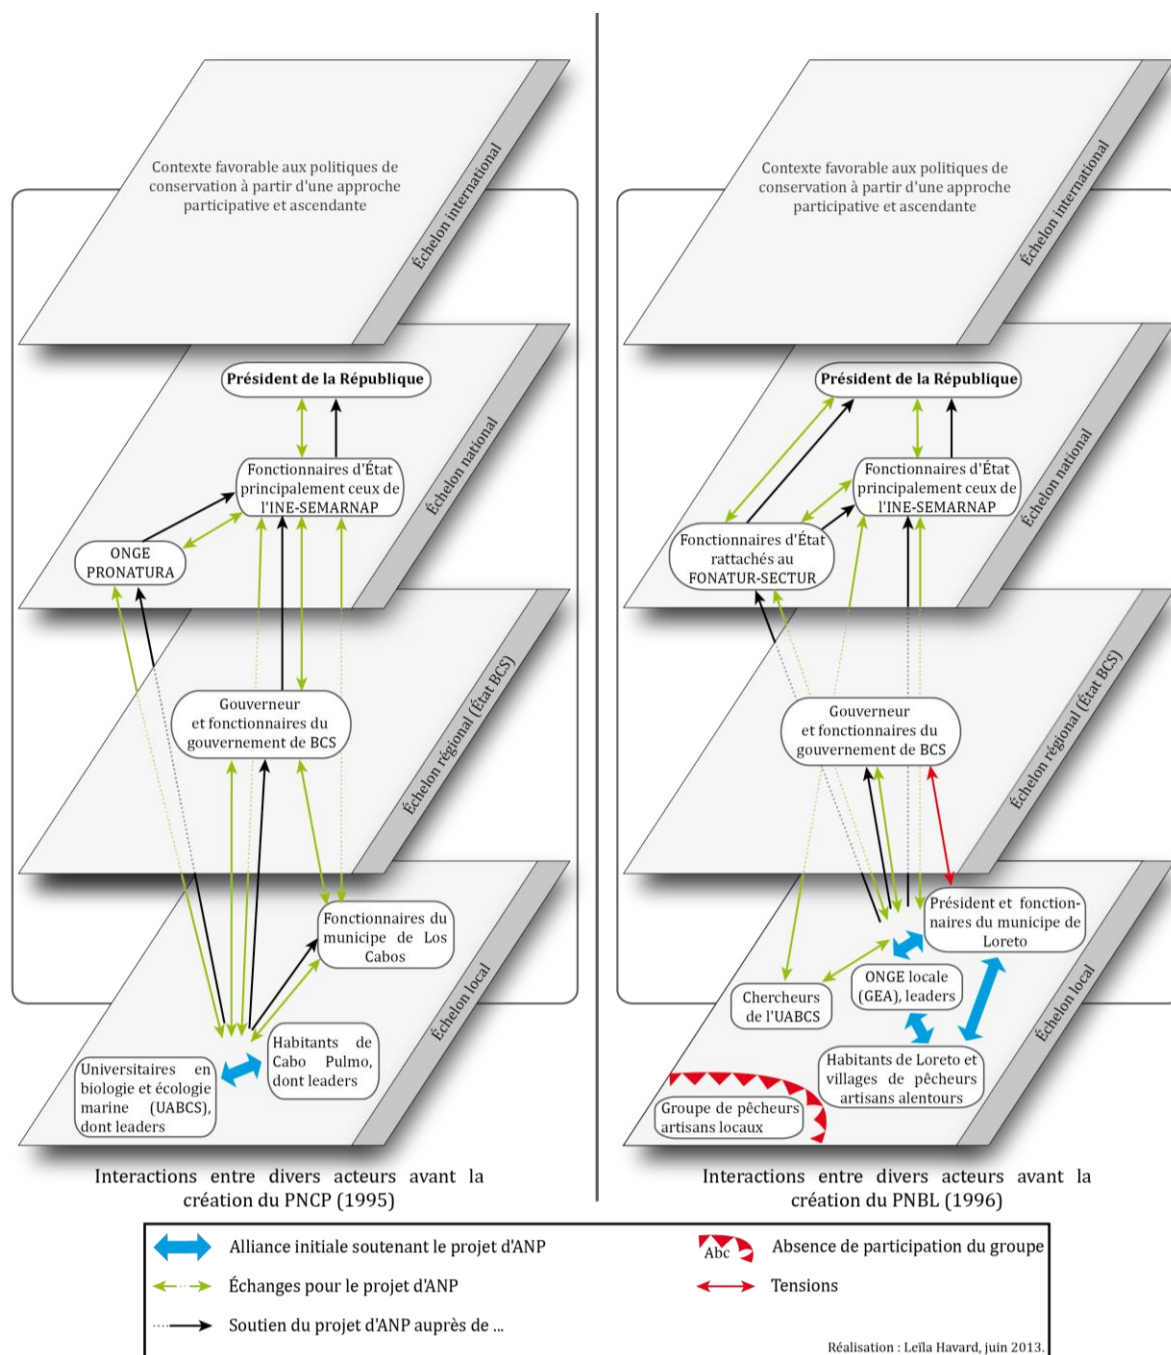 Contexte favorable aux politiques de
conservation à partir d'une approche
participative et ascendante
Échelon international
Président de la République
Fonctionnaires d'État
principalement ceux de
l'INE-SEMARNAP
ONGE
PRONATURA
Échelon national
Gouverneur
et fonctionnaires du
gouvernement de BCS
Échelon régional (État BCS)
Fonctionnaires du
municipe de Los
Cabos
Habitants de
Cabo Pulmo,
dont leaders
Universitaires en
biologie et écologie
marine (UABCS),
dont leaders
Échelon local
Interactions entre divers acteurs avant la
création du PNCP (1995)
Contexte favorable aux politiques de
conservation à partir d'une approche
participative et ascendante
Échelon international
Président de la République
Fonctionnaires d'État
principalement ceux de
l'INE-SEMARNAP
Fonctionnaires d'État
rattachés au
FONATUR-SECTUR
Échelon national
Gouverneur
et fonctionnaires du
gouvernement de BCS
Échelon régional (État BCS)
Président et fonction-
naires du municipe de
Loreto
ONGE locale
(GEA), leaders
Chercheurs
de l'UABCS
Habitants de Loreto et
villages de pêcheurs
artisans alentours
Groupe de pêcheurs
artisans locaux
Échelon local
Interactions entre divers acteurs avant la
création du PNBL (1996)
Alliance initiale soutenant le projet d'ANP
Échanges pour le projet d'ANP
Soutien du projet d'ANP auprès de ...
Abc
Absence de participation du groupe
Tensions
Réalisation : Leïla Havard, juin 2013.